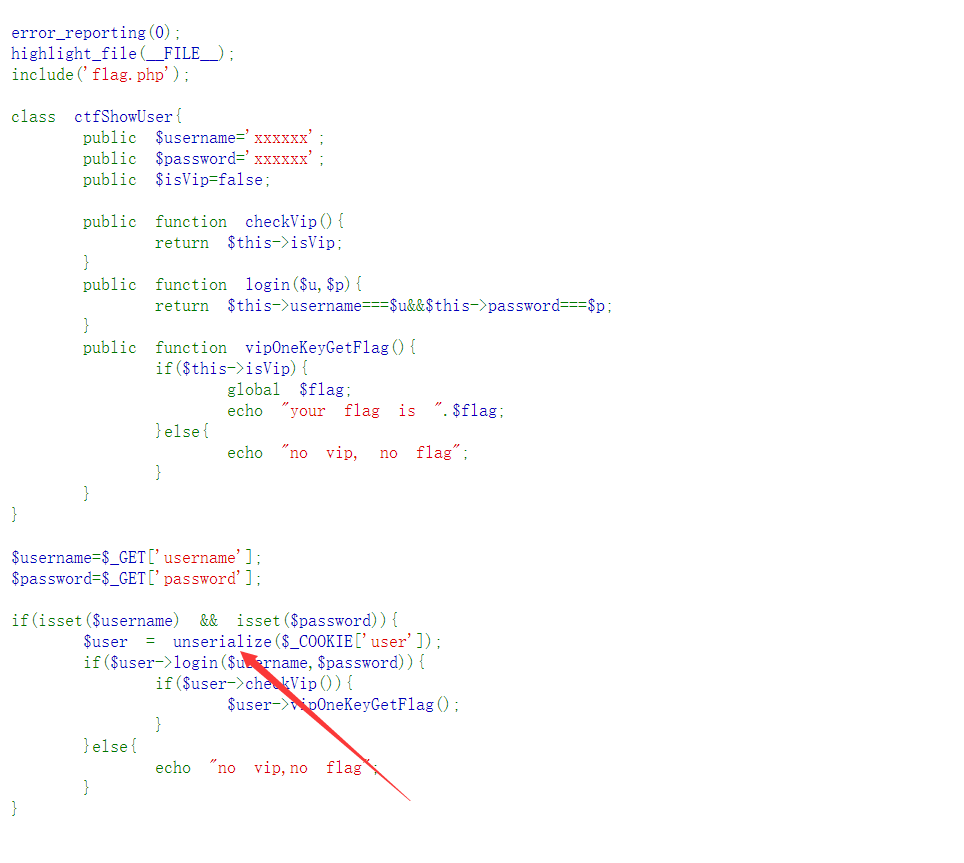 error_reporting(0);
highlight_file(__FILE__);
include('flag.php');
class ctfShowUser{
public $username='xxxxxx';
public $password='xxxxxx';
public $isVip=false;
public function checkVip(){
return $this->isVip;
}
public function login($u,$p){
return $this->username===$u&&$this->password===$p;
}
public function vipOneKeyGetFlag(){
if($this->isVip){
global $flag;
echo "your flag is ".$flag;
}else{
echo "no vip, no flag";
}
}
}
$username=$_GET['username'];
$password=$_GET['password'];
if(isset($username) && isset($password)){
$user = unserialize($_COOKIE['user']);
if($user->login($username,$password)){
if($user->checkVip()){
$user->vipOneKeyGetFlag();
}
}else{
echo "no vip,no flag";
}
}